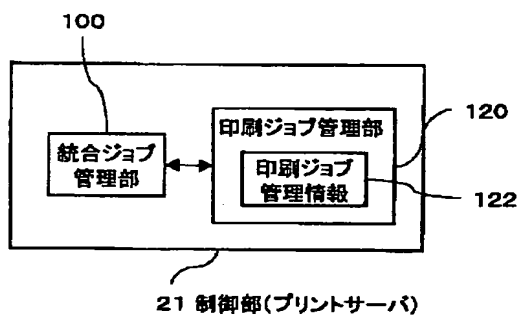 100
統合ジョブ
管理部
印刷ジョブ管理部
印刷ジョブ
管理情報
120
122
21 制御部(プリントサーバ)